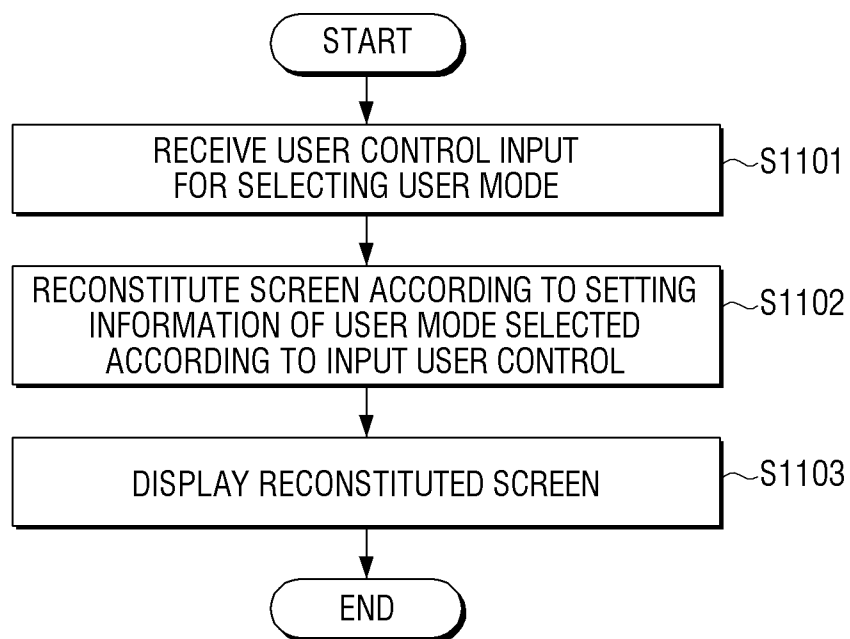 START
RECEIVE USER CONTROL INPUT
FOR SELECTING USER MODE
S1101
RECONSTITUTE SCREEN ACCORDING TO SETTING
INFORMATION OF USER MODE SELECTED
ACCORDING TO INPUT USER CONTROL
S1102
DISPLAY RECONSTITUTED SCREEN
S1103
END